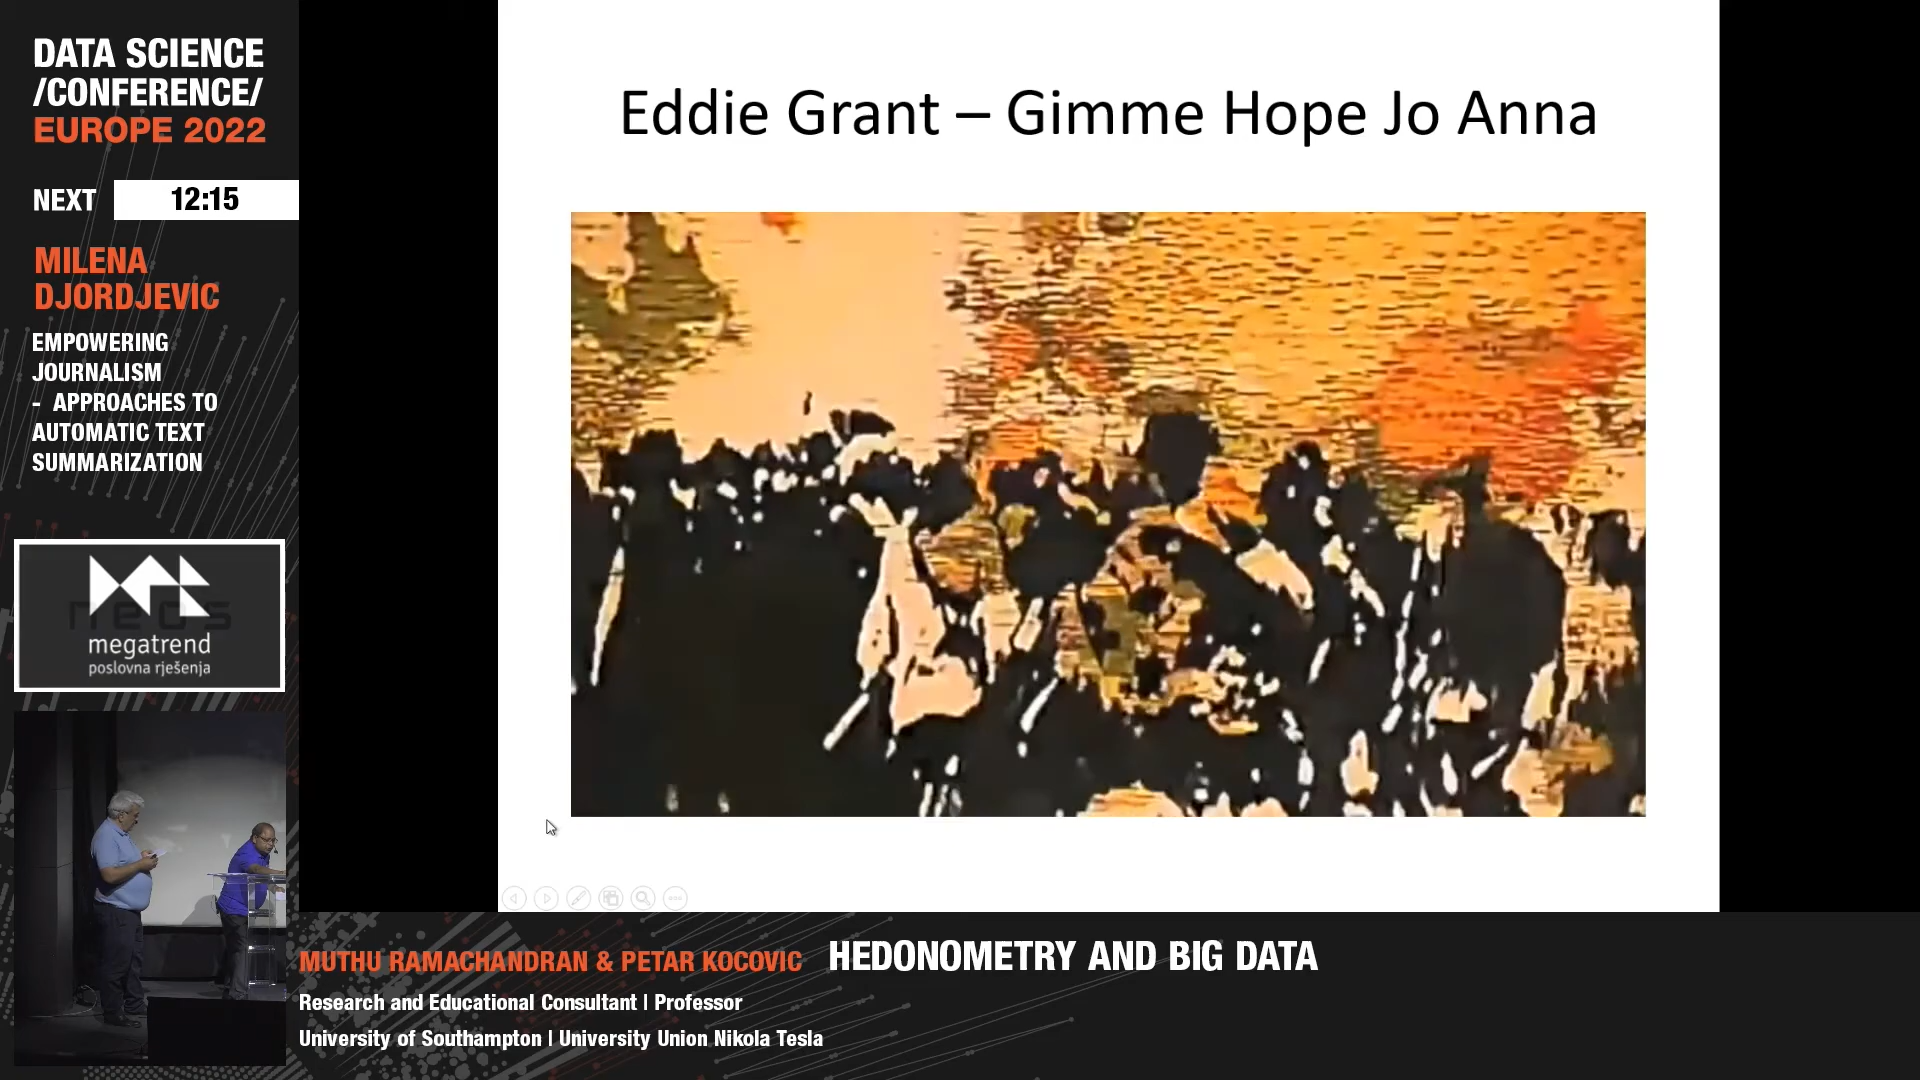 DATA SCIENCE
/CONFERENCE/
EUROPE 2022
NEXT 12:15
MILENA
DJORDJEVIC
EMPOWERING
JOURNALISM
- APPROACHES TO
AUTOMATIC TEXT
SUMMARIZATION
neos
megatrend
poslovna rješenja
Eddie Grant – Gimme Hope Jo Anna
MUTHU RAMACHANDRAN & PETAR KOCOVIC HEDONOMETRY AND BIG DATA
Research and Educational Consultant | Professor
University of Southampton | University Union Nikola Tesla